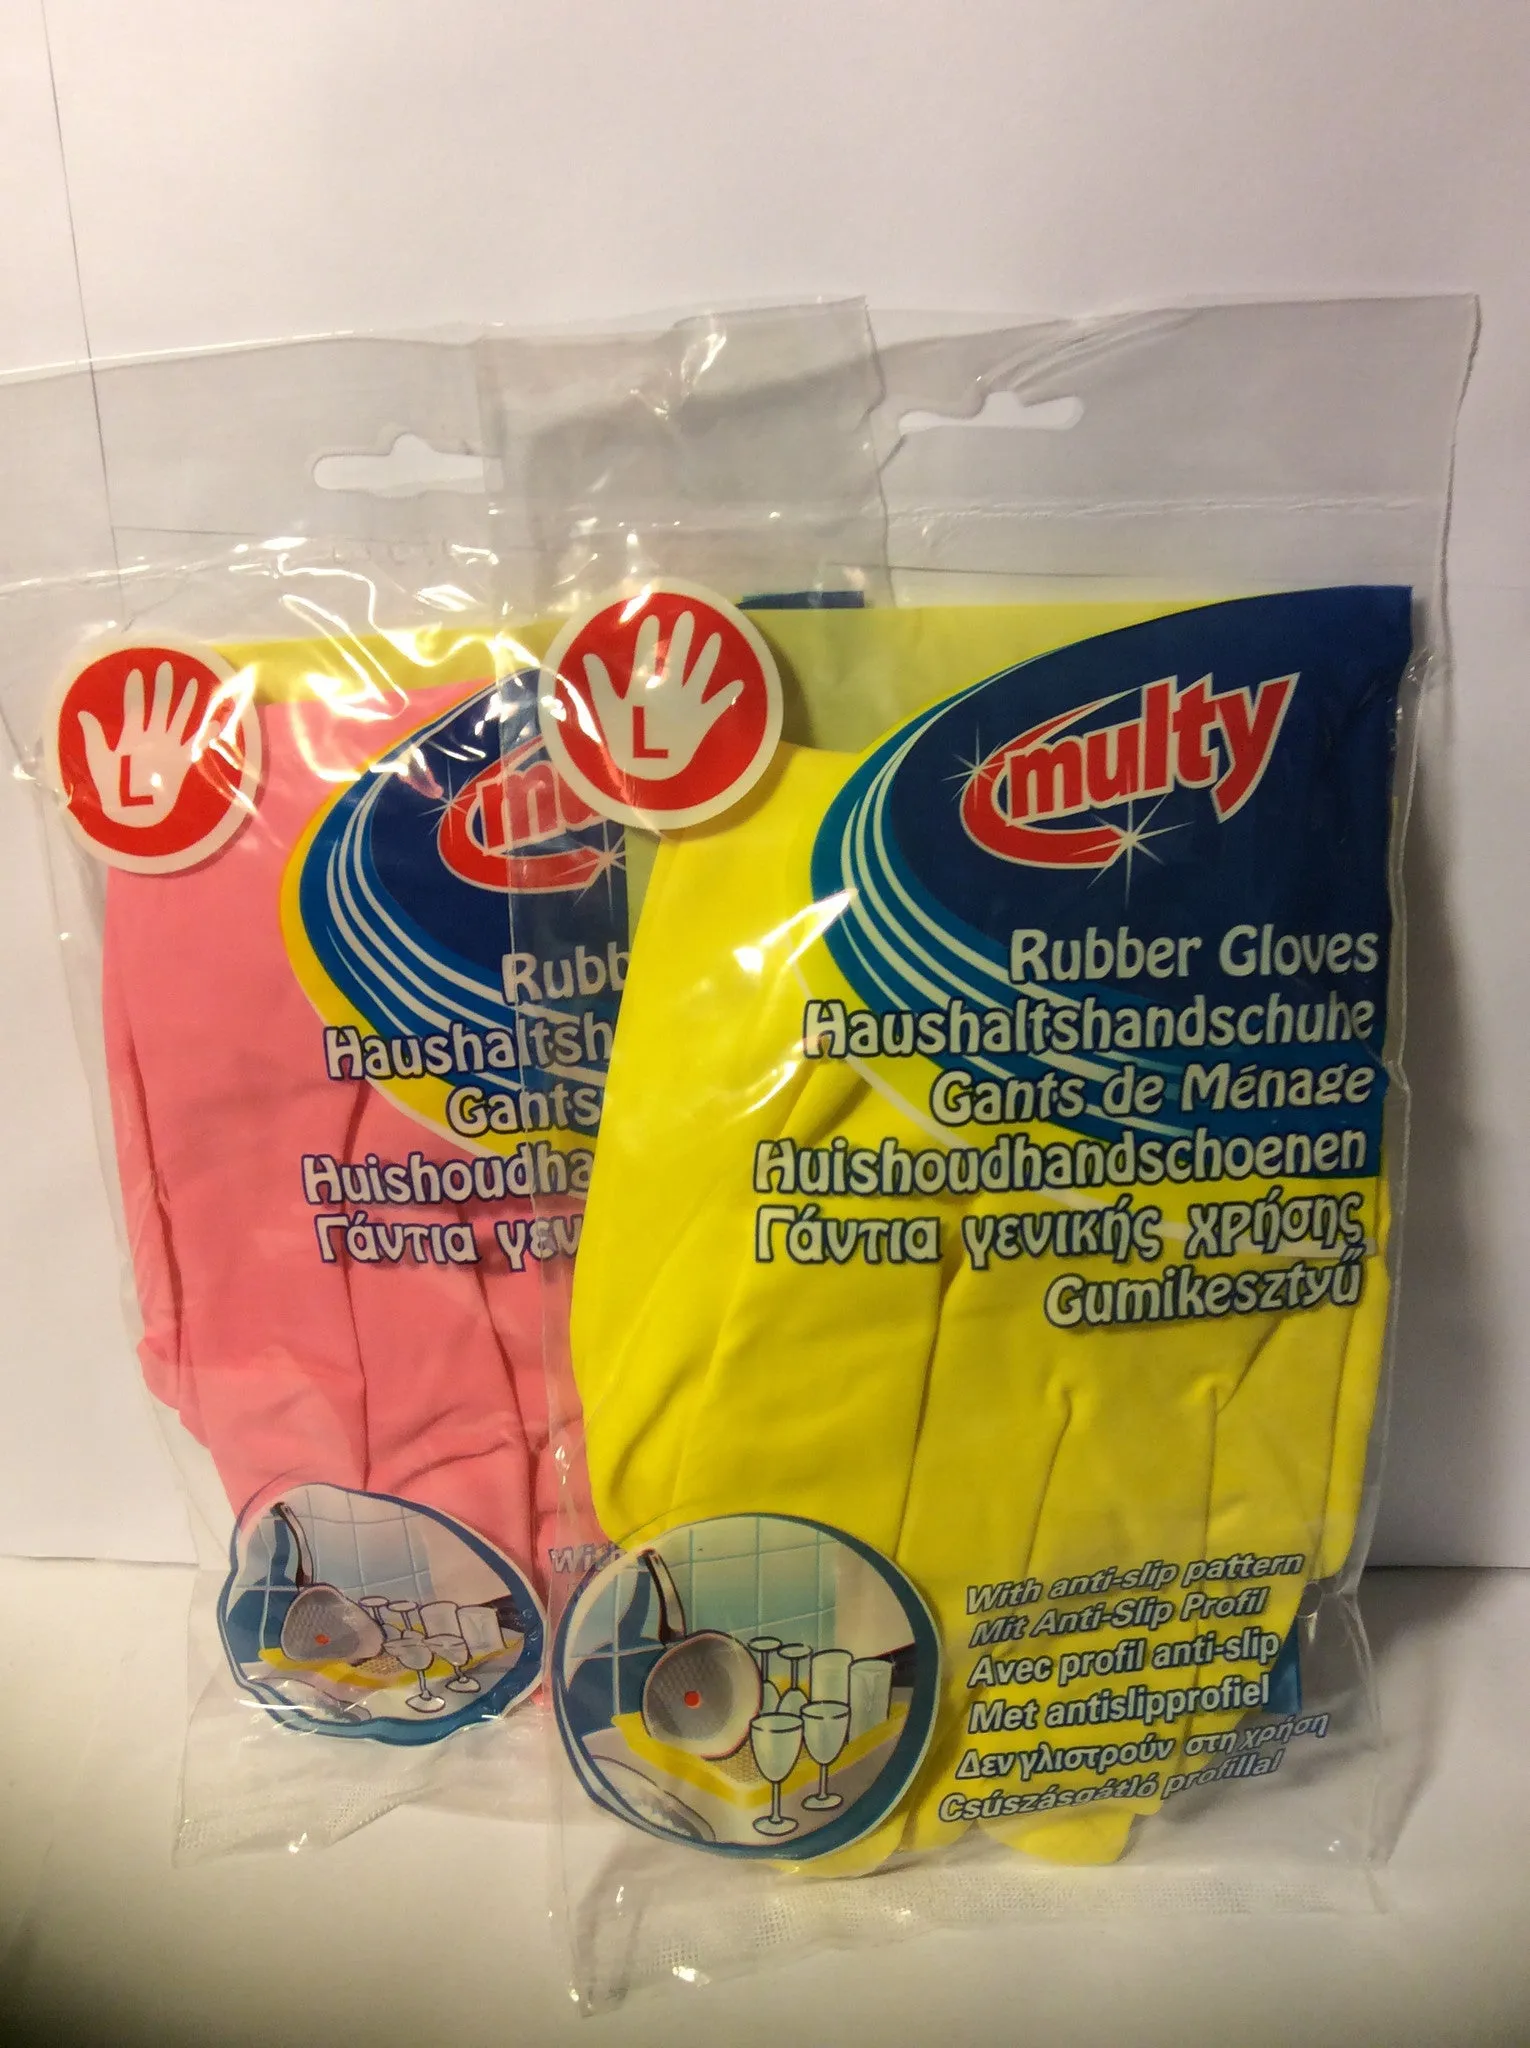 L
mu
Rubb
Haushaltsh
Gants
Huishoudha
Γάντια γεν
With
L
multy
Rubber Gloves
Haushaltshandschuhe
Gants de Ménage
Huishoudhandschoenen
Γάντια γενικής χρήσης
Gumikesztyű
With anti-slip pattern
Mit Anti-Slip Profil
Avec profil anti-slip
Met antislipprofiel
Δεν γλιστρούν στη χρήση
Csúszásgátló profillal